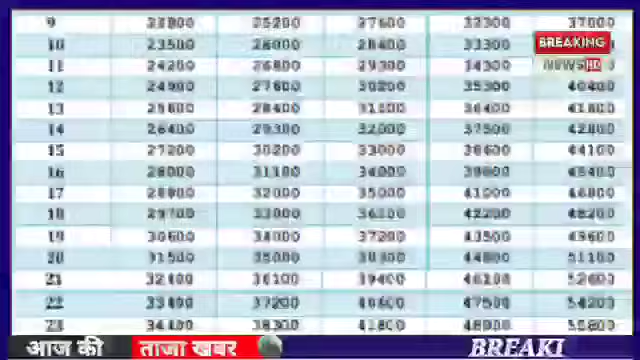 9 22800 25200 27600 32300 37000
10 23500 26000 28400 33300
BREAKING
11 24200 26800 29300 34300
NEWS HD
12 24900 27600 30200 35300 40400
13 25600 28400 31100 36400 41600
14 26400 29300 32000 37500 42800
15 27200 30200 33000 38600 44100
16 28000 31100 34000 39800 45400
17 28800 32000 35000 41000 46800
18 29700 33000 36100 42200 48200
19 30600 34000 37200 43500 49600
20 31500 35000 38300 44800 51100
21 32400 36100 39400 46100 52600
22 33400 37200 40600 47500 54200
23 34400 38300 41800 48900 55800
आज की ताजा खबर BREAKI